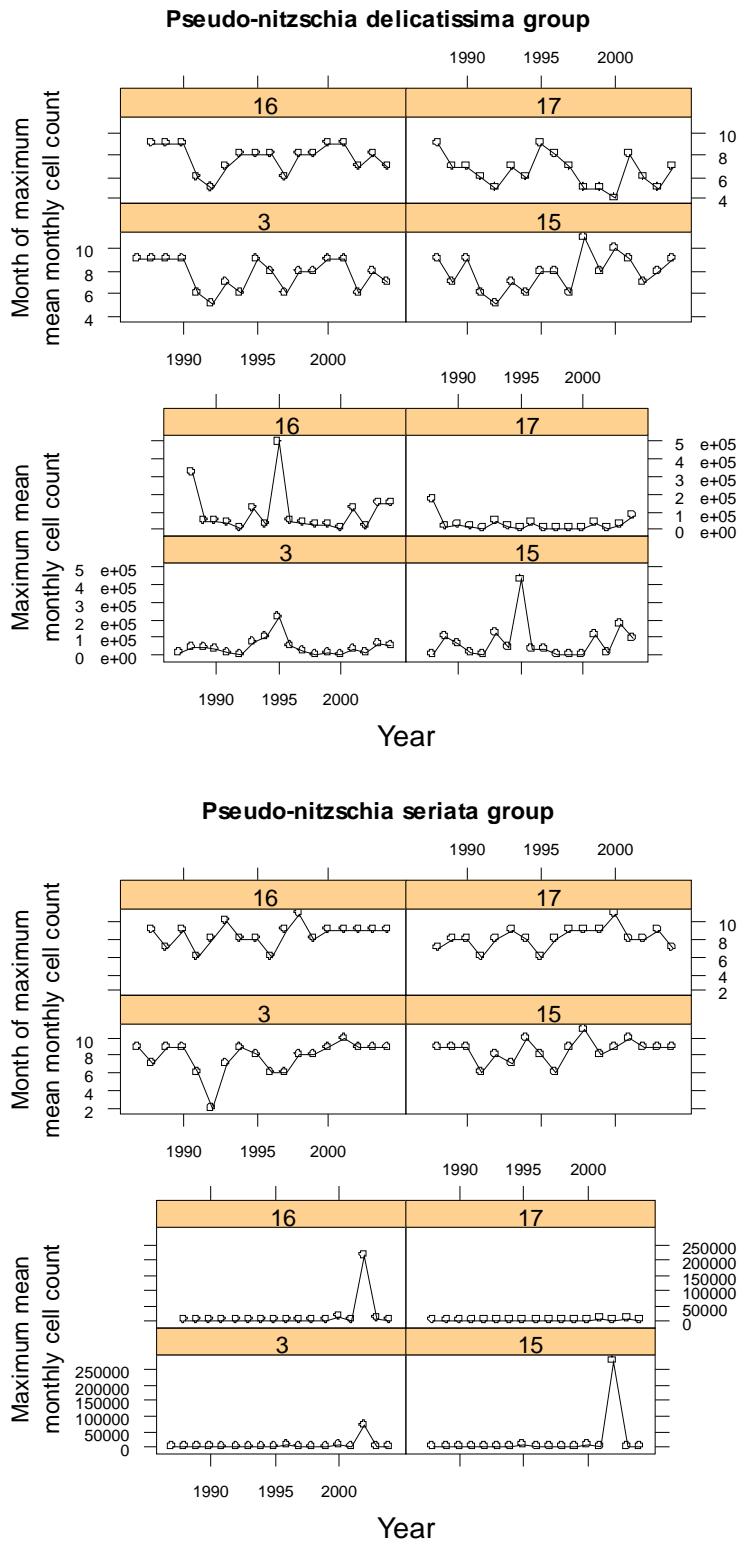 Pseudo-nitzschia delicatissima group
1990 1995 2000
16 17
10
8
6
4
3 15
10
8
6
4
1990 1995 2000
Month of maximum
mean monthly cell count
1990 1995 2000
16 17
5 e+05
4 e+05
3 e+05
2 e+05
1 e+05
0 e+00
3 15
5 e+05
4 e+05
3 e+05
2 e+05
1 e+05
0 e+00
1990 1995 2000
Maximum mean
monthly cell count
Year
Pseudo-nitzschia seriata group
1990 1995 2000
16 17
10
8
6
4
2
3 15
10
8
6
4
2
1990 1995 2000
Month of maximum
mean monthly cell count
1990 1995 2000
16 17
250000
200000
150000
100000
50000
0
3 15
250000
200000
150000
100000
50000
0
1990 1995 2000
Maximum mean
monthly cell count
Year